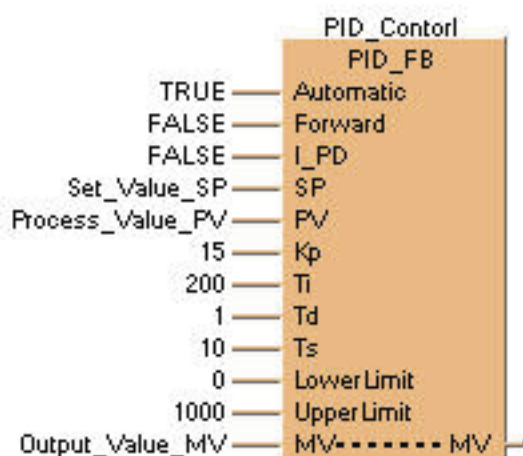 PID_Contorl
PID_FB
TRUE Automatic
FALSE Forward
FALSE I_PD
Set_Value_SP SP
Process_Value_PV PV
15 Kp
200 Ti
1 Td
10 Ts
0 LowerLimit
1000 UpperLimit
Output_Value_MV MV MV